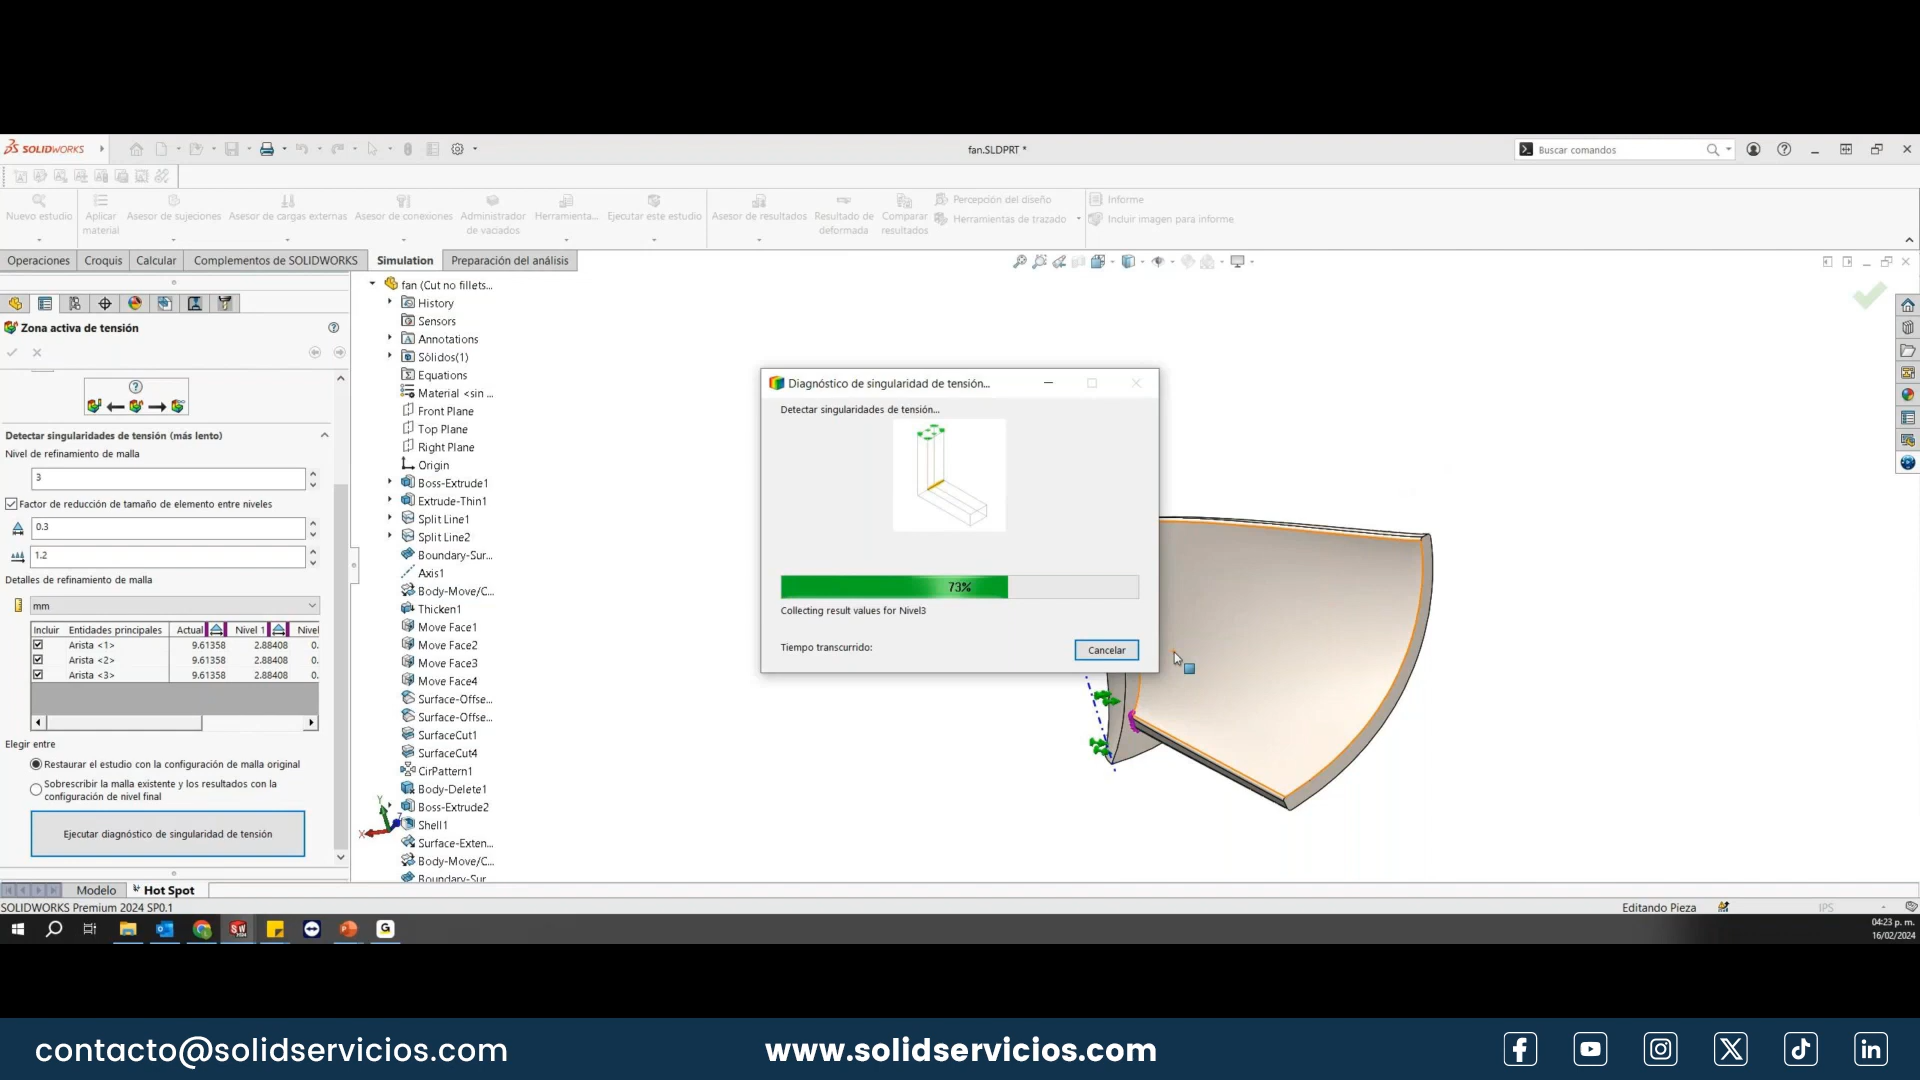 SOLIDWORKS
fan.SLDPRT *
Buscar comandos
Nuevo estudio
Aplicar material
Asesor de sujeciones
Asesor de cargas externas
Asesor de conexiones
Administrador de vaciados
Herramienta...
Ejecutar este estudio
Asesor de resultados
Resultado de deformada
Comparar resultados
Percepción del diseño
Herramientas de trazado
Informe
Incluir imagen para informe
Operaciones
Croquis
Calcular
Complementos de SOLIDWORKS
Simulation
Preparación del análisis
Zona activa de tensión
Detectar singularidades de tensión (más lento)
Nivel de refinamiento de malla
3
Factor de reducción de tamaño de elemento entre niveles
0.3
1.2
Detalles de refinamiento de malla
mm
Incluir Entidades principales Actual Nivel 1 Nivel
Arista <1> 9.61358 2.88408 0.
Arista <2> 9.61358 2.88408 0.
Arista <3> 9.61358 2.88408 0.
Elegir entre
Restaurar el estudio con la configuración de malla original
Sobrescribir la malla existente y los resultados con la
configuración de nivel final
Ejecutar diagnóstico de singularidad de tensión
fan (Cut no fillets...
History
Sensors
Annotations
Sólidos(1)
Equations
Material <sin ...
Front Plane
Top Plane
Right Plane
Origin
Boss-Extrude1
Extrude-Thin1
Split Line1
Split Line2
Boundary-Sur...
Axis1
Body-Move/C...
Thicken1
Move Face1
Move Face2
Move Face3
Move Face4
Surface-Offse...
Surface-Offse...
SurfaceCut1
SurfaceCut4
CirPattern1
Body-Delete1
Boss-Extrude2
Shell1
Surface-Exten...
Body-Move/C...
Boundary-Sur
Y
Z
X
Diagnóstico de singularidad de tensión...
Detectar singularidades de tensión...
73%
Collecting result values for Nivel3
Tiempo transcurrido:
Cancelar
Modelo
Hot Spot
SOLIDWORKS Premium 2024 SP0.1
Editando Pieza
IPS
04:23 p. m.
16/02/2024
contacto@solidservicios.com
www.solidservicios.com